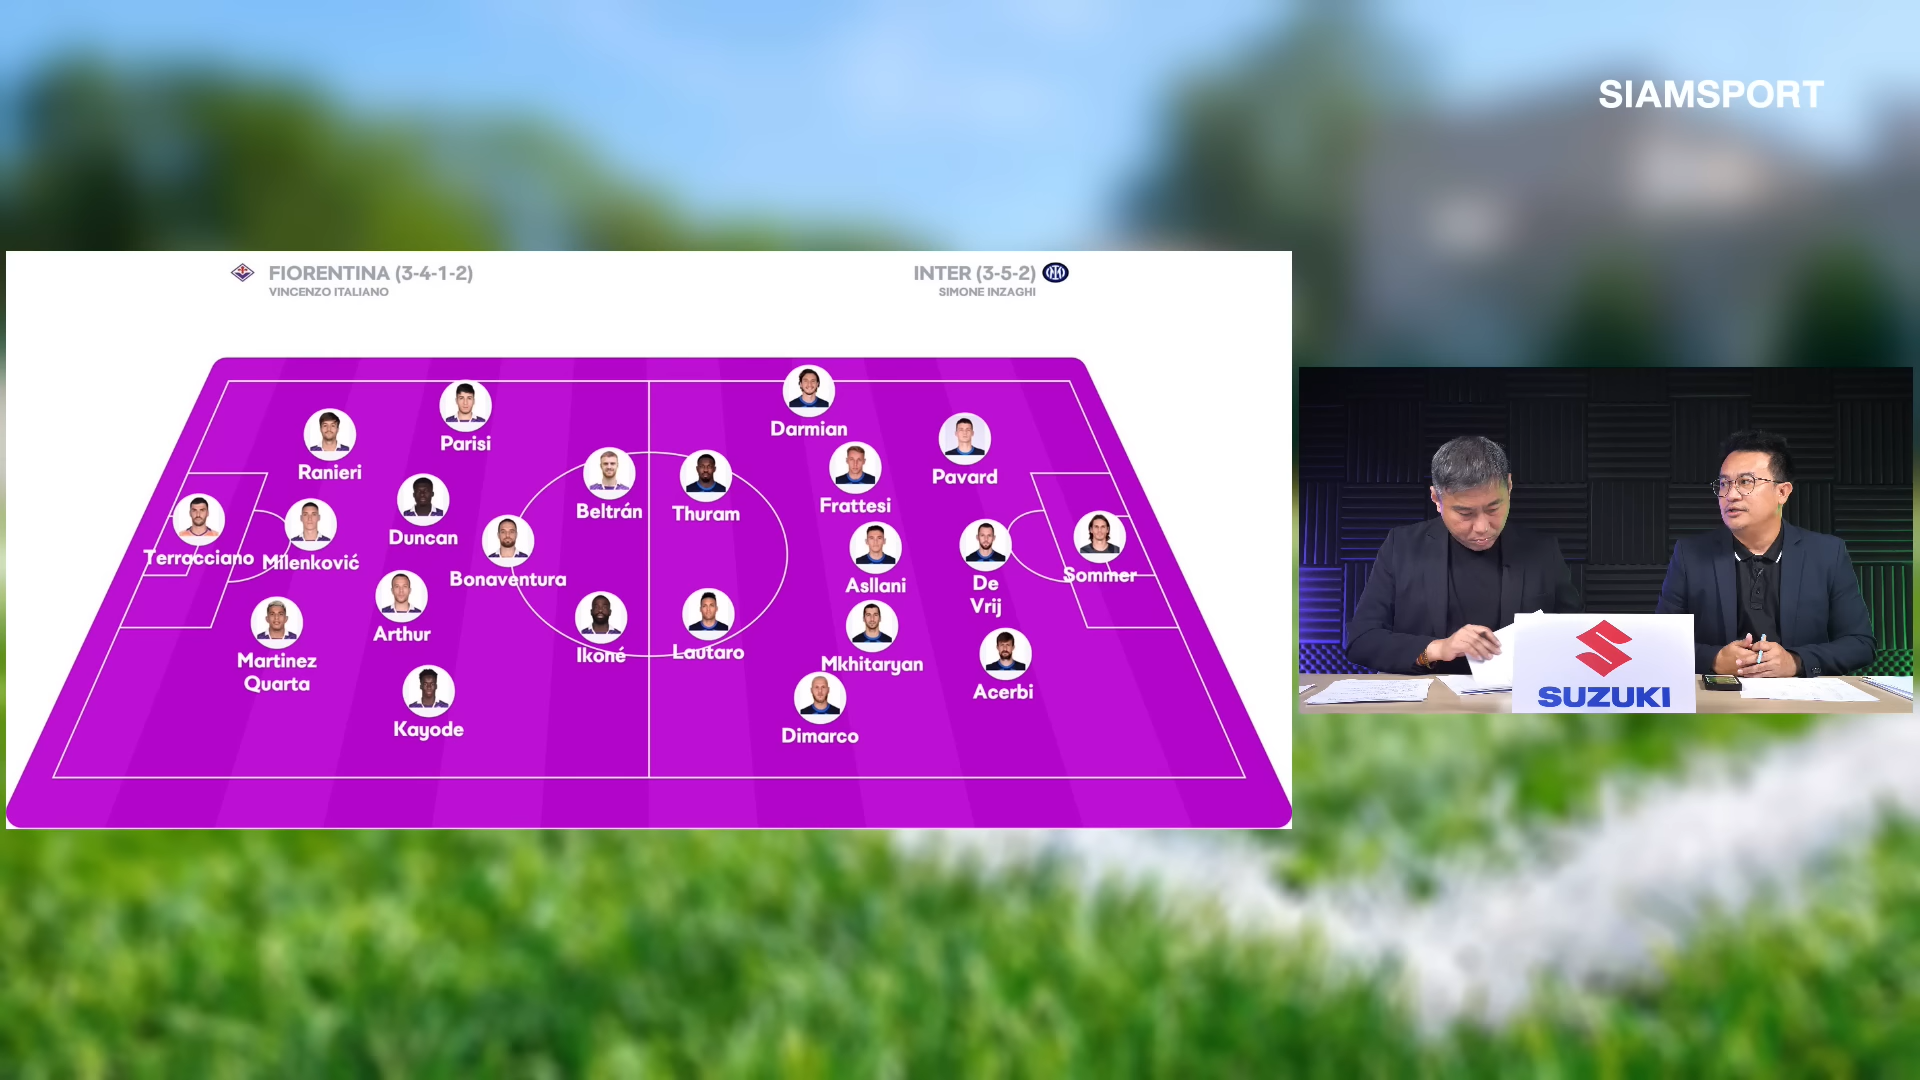 SIAMSPORT
FIORENTINA (3-4-1-2)
VINCENZO ITALIANO
INTER (3-5-2)
SIMONE INZAGHI
Terracciano
Ranieri
Milenković
Martinez
Quarta
Parisi
Duncan
Arthur
Kayode
Bonaventura
Beltrán
Ikoné
Thuram
Lautaro
Darmian
Frattesi
Asllani
Mkhitaryan
Dimarco
Pavard
De
Vrij
Acerbi
Sommer
SUZUKI